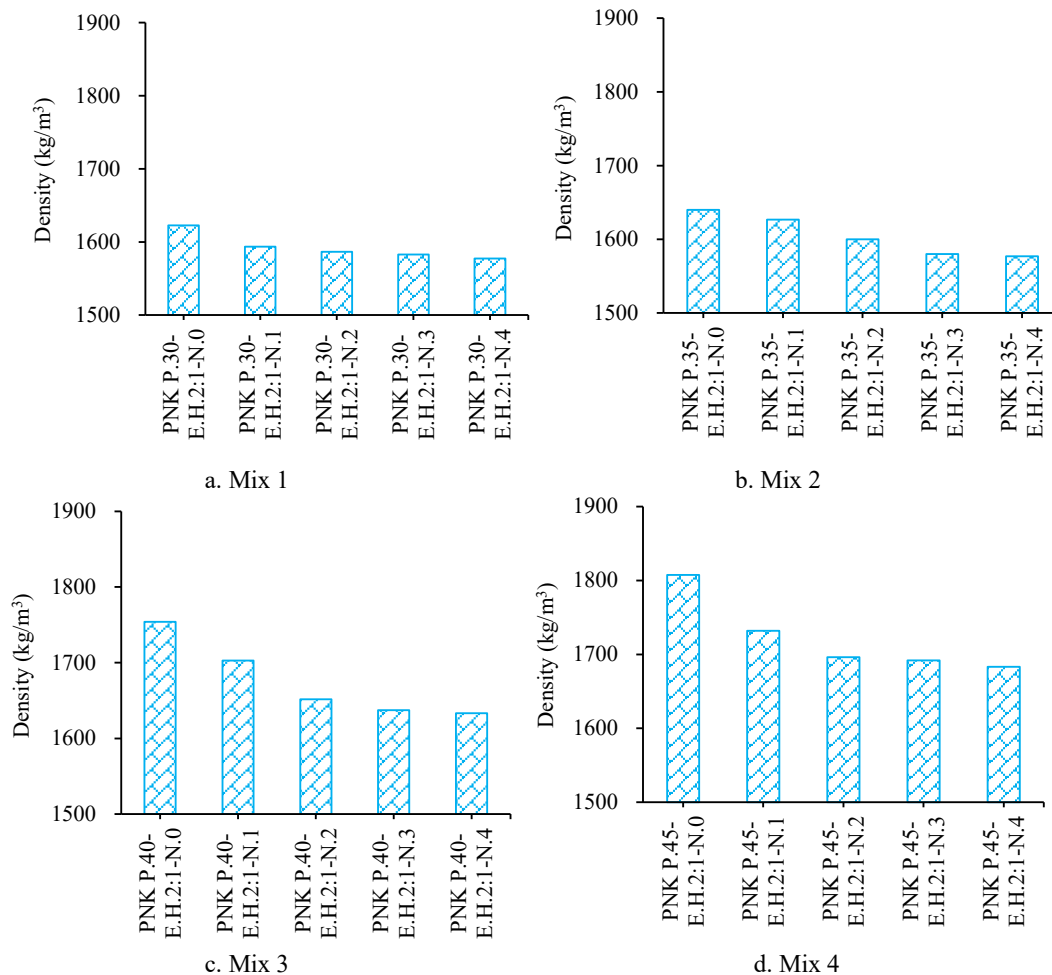 1900
1800
1700
1600
1500
Density (kg/m³)
PNK P.30-
E.H.2:1-N.0
PNK P.30-
E.H.2:1-N.1
PNK P.30-
E.H.2:1-N.2
PNK P.30-
E.H.2:1-N.3
PNK P.30-
E.H.2:1-N.4
a. Mix 1
1900
1800
1700
1600
1500
Density (kg/m³)
PNK P.35-
E.H.2:1-N.0
PNK P.35-
E.H.2:1-N.1
PNK P.35-
E.H.2:1-N.2
PNK P.35-
E.H.2:1-N.3
PNK P.35-
E.H.2:1-N.4
b. Mix 2
1900
1800
1700
1600
1500
Density (kg/m³)
PNK P.40-
E.H.2:1-N.0
PNK P.40-
E.H.2:1-N.1
PNK P.40-
E.H.2:1-N.2
PNK P.40-
E.H.2:1-N.3
PNK P.40-
E.H.2:1-N.4
c. Mix 3
1900
1800
1700
1600
1500
Density (kg/m³)
PNK P.45-
E.H.2:1-N.0
PNK P.45-
E.H.2:1-N.1
PNK P.45-
E.H.2:1-N.2
PNK P.45-
E.H.2:1-N.3
PNK P.45-
E.H.2:1-N.4
d. Mix 4